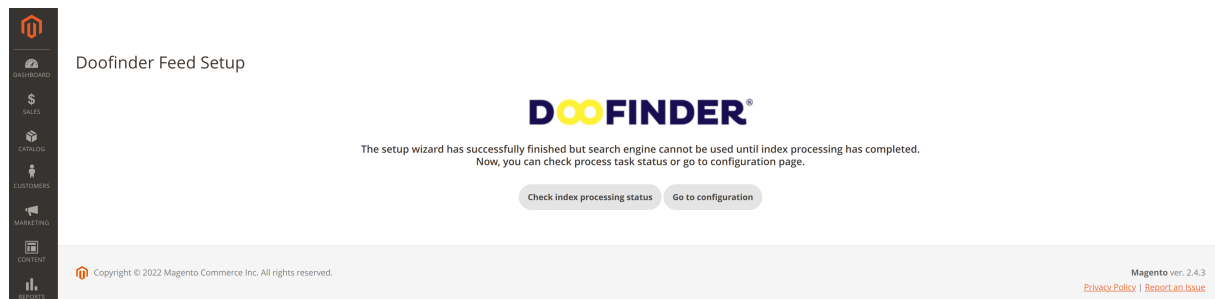 DASHBOARD
SALES
CATALOG
CUSTOMERS
MARKETING
CONTENT
REPORTS
Doofinder Feed Setup
DOOFINDER®
The setup wizard has successfully finished but search engine cannot be used until index processing has completed.
Now, you can check process task status or go to configuration page.
Check index processing status Go to configuration
Copyright © 2022 Magento Commerce Inc. All rights reserved.
Magento ver. 2.4.3
Privacy Policy | Report an Issue